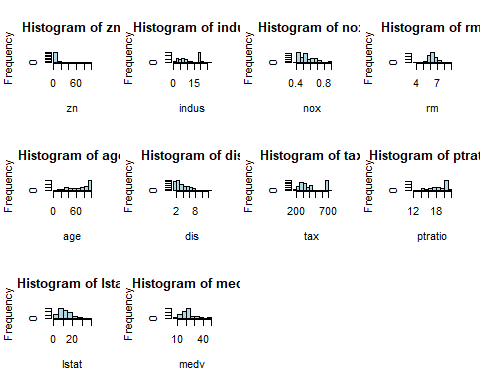 Histogram of zn
Histogram of indu
Histogram of nox
Histogram of rm
Frequency
0
Frequency
0
Frequency
0
Frequency
0
0 60
0 15
0.4 0.8
4 7
zn
indus
nox
rm
Histogram of age
Histogram of dis
Histogram of tax
Histogram of ptrat
Frequency
0
Frequency
0
Frequency
0
Frequency
0
0 60
2 8
200 700
12 18
age
dis
tax
ptratio
Histogram of lsta
Histogram of med
Frequency
0
Frequency
0
0 20
10 40
lstat
medv